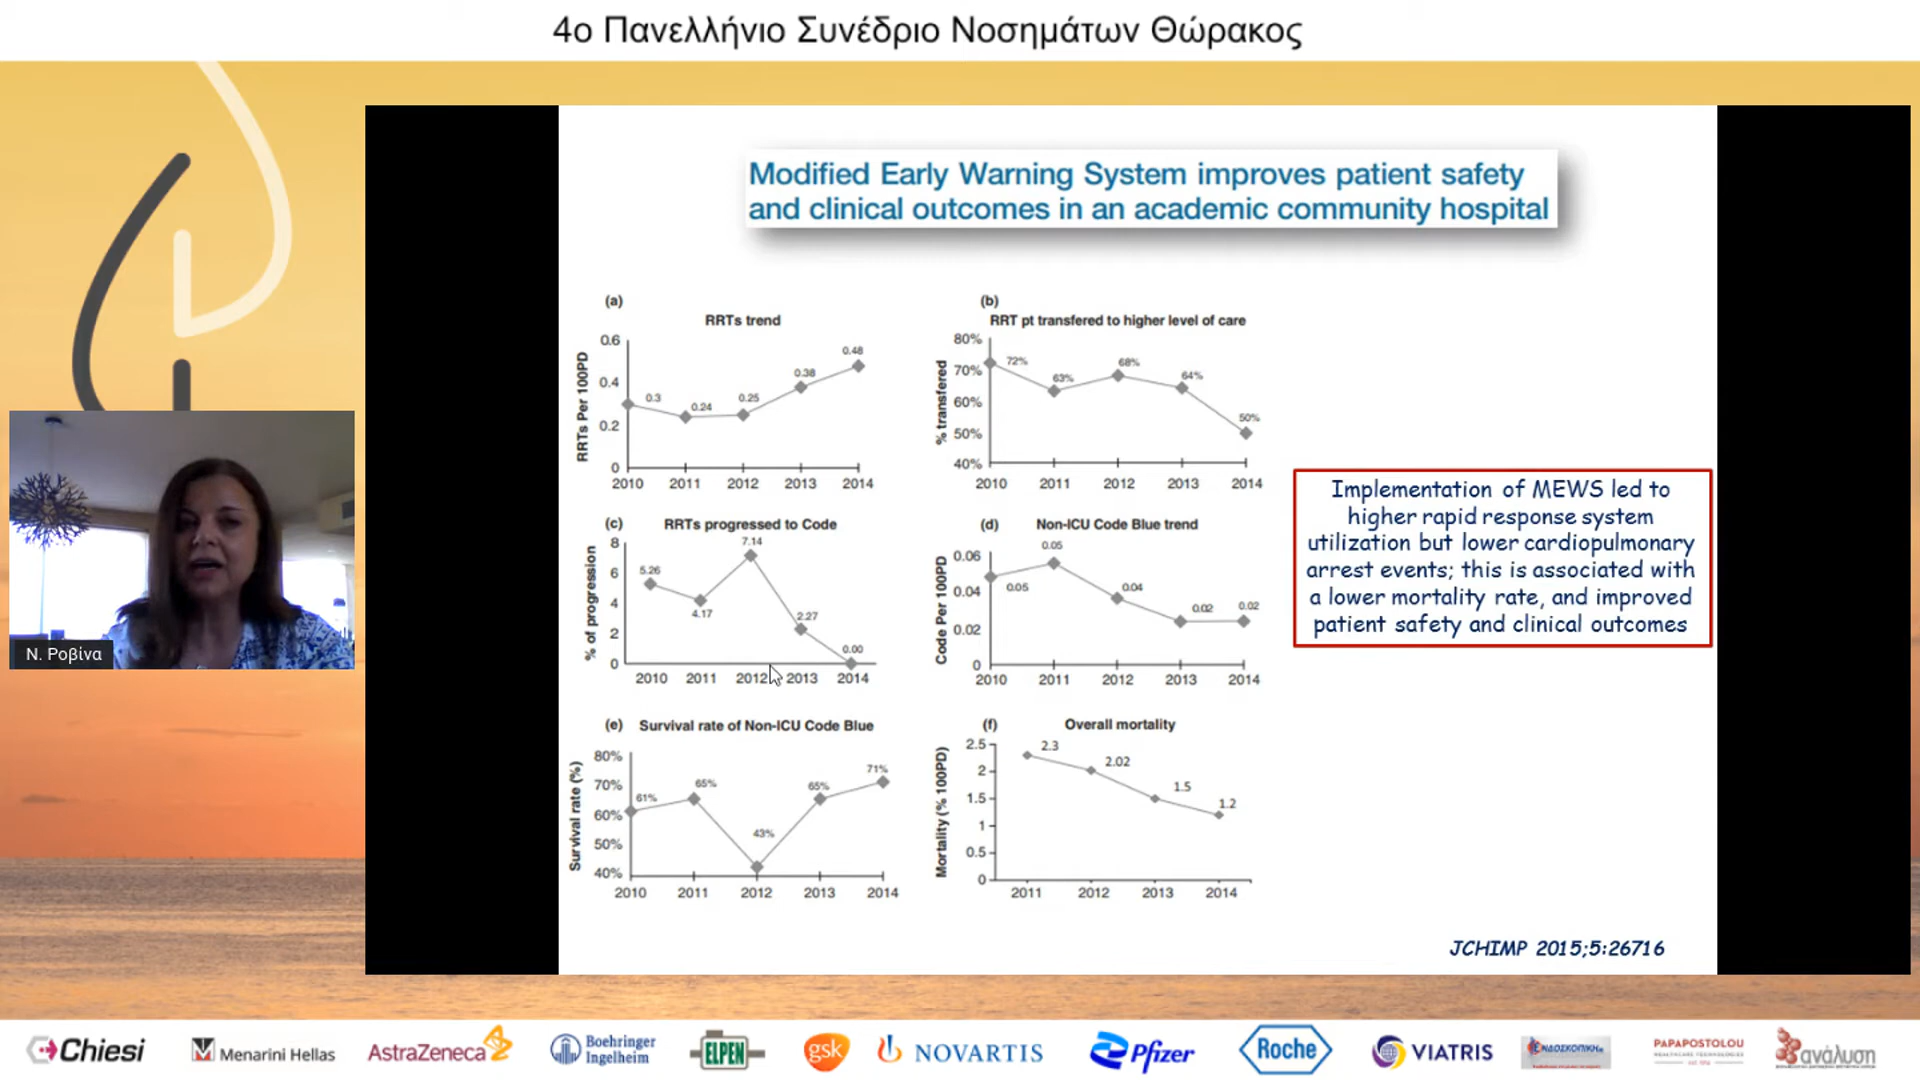 4ο Πανελλήνιο Συνέδριο Νοσημάτων Θώρακος
Modified Early Warning System improves patient safety
and clinical outcomes in an academic community hospital
(a)
RRTs trend
RRTs Per 100PD
0.6
0.4
0.2
0
0.3
0.24
0.25
0.38
0.48
2010 2011 2012 2013 2014
(b)
RRT pt transfered to higher level of care
% transfered
80%
70%
60%
50%
40%
72%
63%
68%
64%
50%
2010 2011 2012 2013 2014
(c)
RRTs progressed to Code
% of progression
8
6
4
2
0
5.26
4.17
7.14
2.27
0.00
2010 2011 2012 2013 2014
(d)
Non-ICU Code Blue trend
Code Per 100PD
0.06
0.04
0.02
0
0.05
0.05
0.04
0.02
0.02
2010 2011 2012 2013 2014
(e)
Survival rate of Non-ICU Code Blue
Survival rate (%)
80%
70%
60%
50%
40%
61%
65%
43%
65%
71%
2010 2011 2012 2013 2014
(f)
Overall mortality
Mortality (% 100PD)
2.5
2
1.5
1
0.5
0
2.3
2.02
1.5
1.2
2011 2012 2013 2014
Implementation of MEWS led to
higher rapid response system
utilization but lower cardiopulmonary
arrest events; this is associated with
a lower mortality rate, and improved
patient safety and clinical outcomes
JCHIMP 2015;5:26716
Ν. Ροβίνα
Chiesi
Menarini Hellas
AstraZeneca
Boehringer
Ingelheim
ELPEN
gsk
NOVARTIS
Pfizer
Roche
VIATRIS
ΕΝΔΟΣΚΟΠΙΚΗ
PAPAPOSTOLOU
ανάλυση